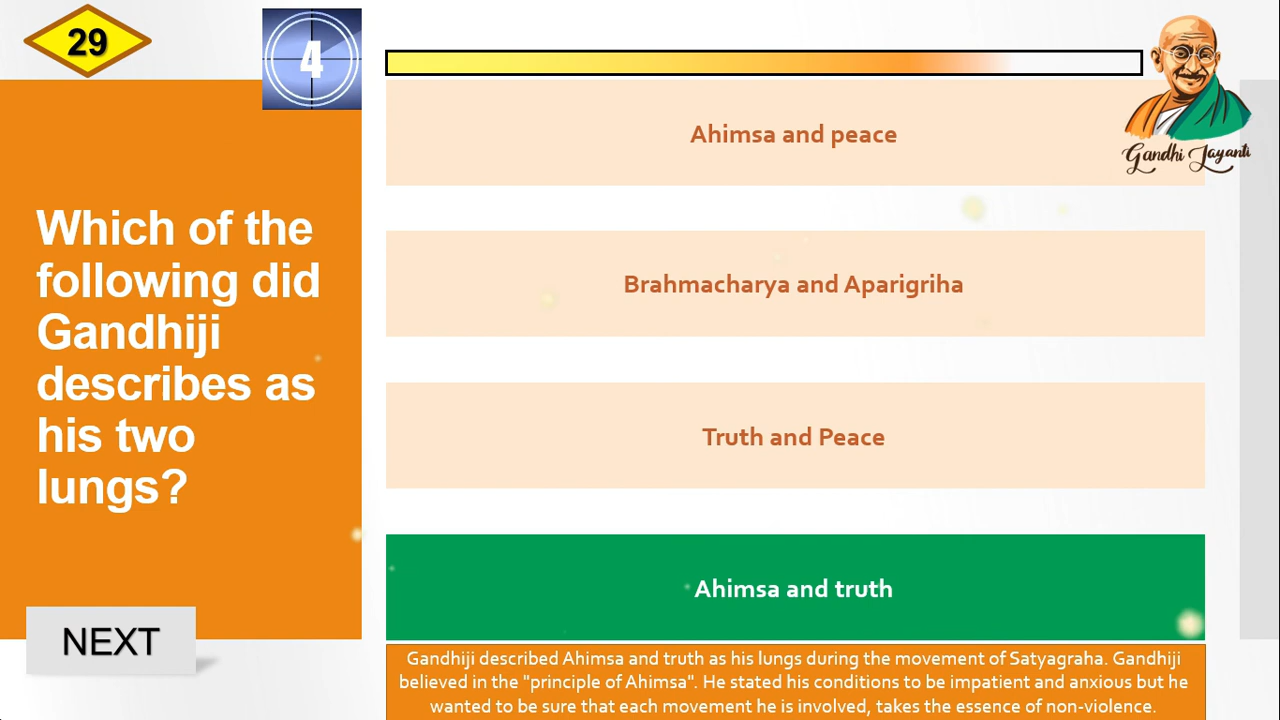 29
4
Gandhi Jayanti
Which of the
following did
Gandhiji
describes as
his two
lungs?
NEXT
Ahimsa and peace
Brahmacharya and Aparigriha
Truth and Peace
Ahimsa and truth
Gandhiji described Ahimsa and truth as his lungs during the movement of Satyagraha. Gandhiji
believed in the "principle of Ahimsa". He stated his conditions to be impatient and anxious but he
wanted to be sure that each movement he is involved, takes the essence of non-violence.